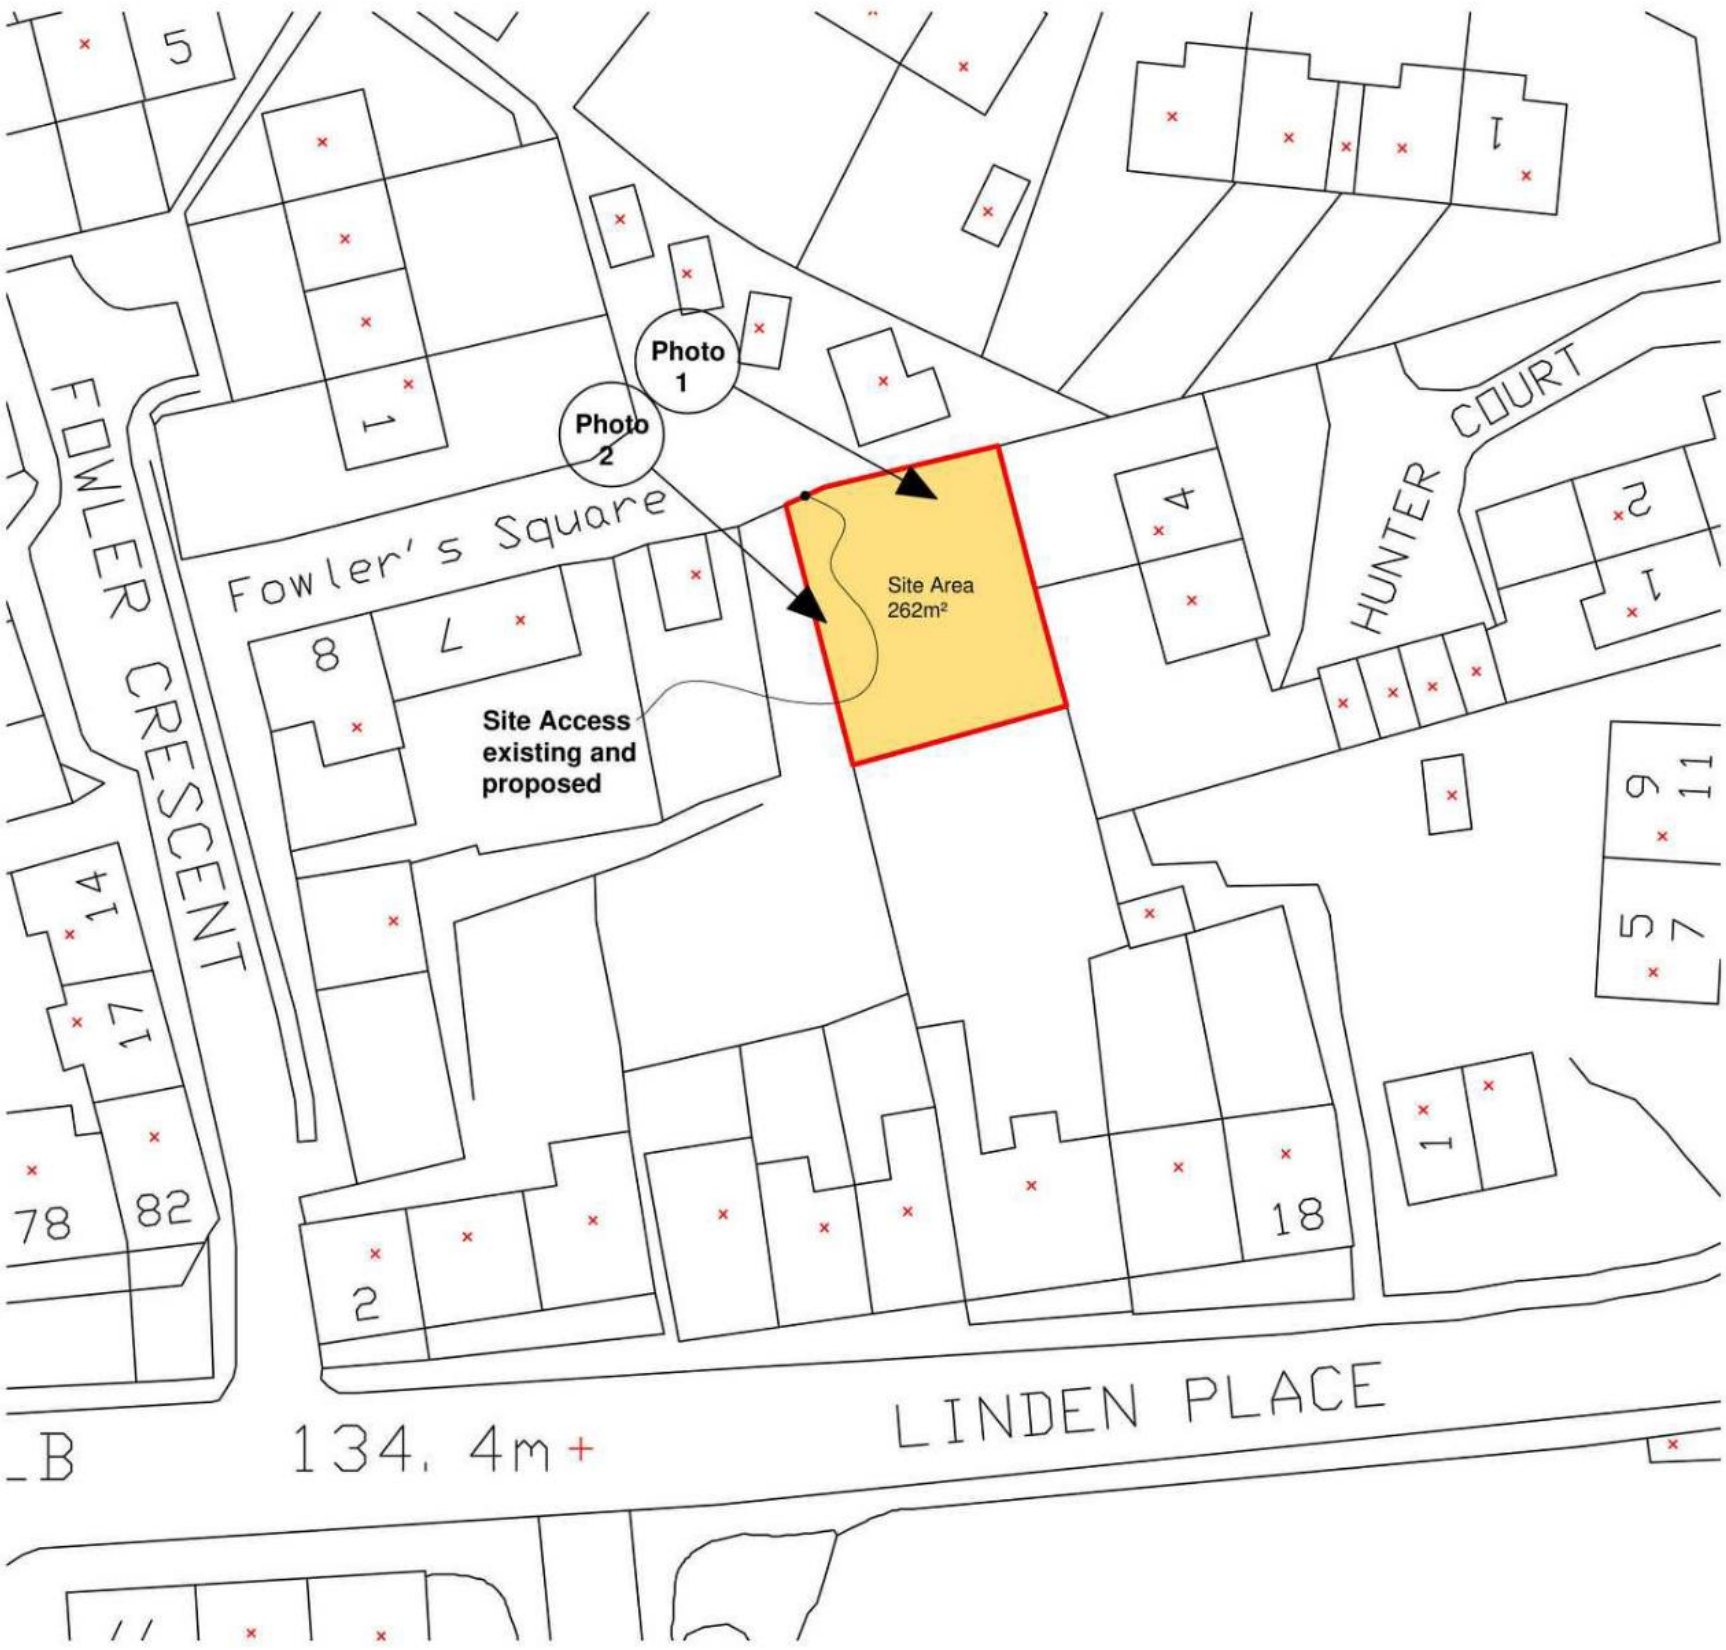 5
1
Photo
1
Photo
2
1
FOWLER CRESCENT
Fowler's Square
COURT
HUNTER
4
2
1
Site Area
262m²
8
7
Site Access
existing and
proposed
9
11
5
7
14
17
78
82
2
18
1
LINDEN PLACE
134. 4m
B